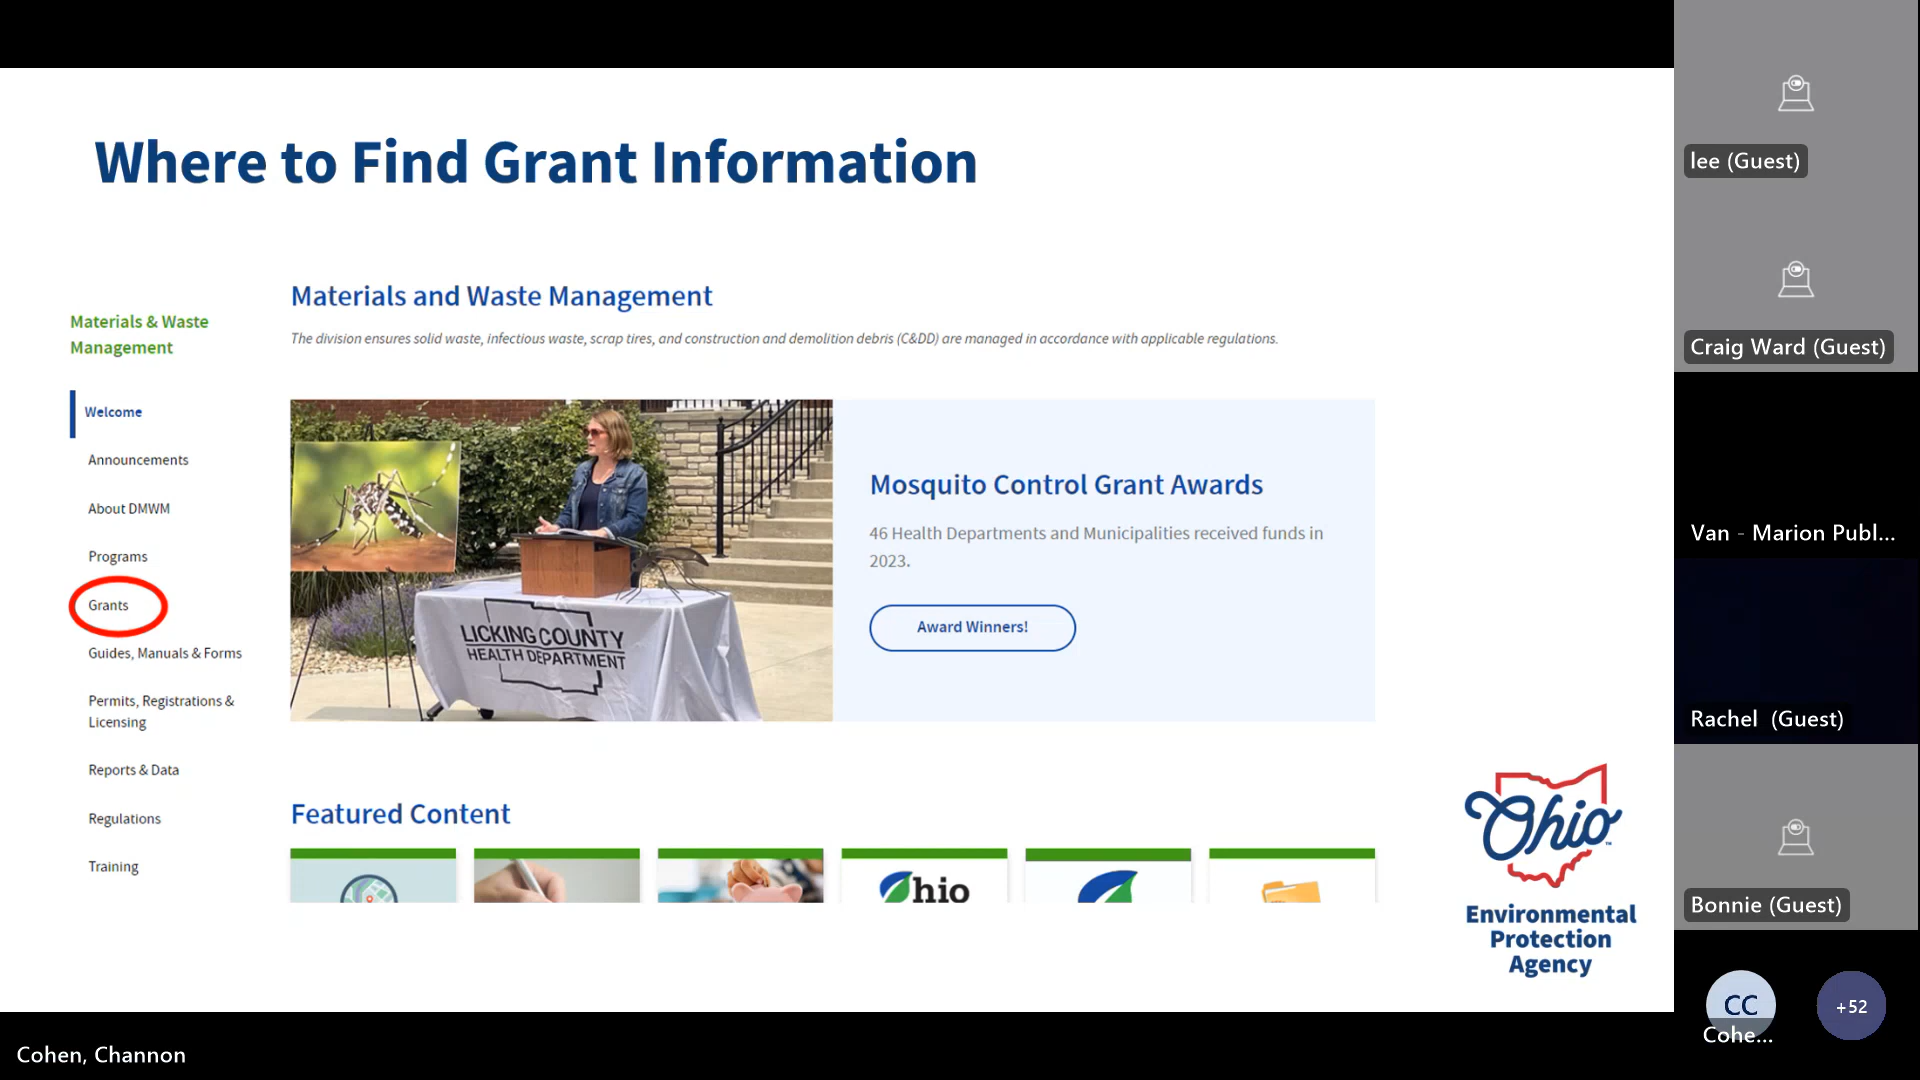 Where to Find Grant Information
Materials & Waste
Management
Welcome
Announcements
About DMWM
Programs
Grants
Guides, Manuals & Forms
Permits, Registrations &
Licensing
Reports & Data
Regulations
Training
Materials and Waste Management
The division ensures solid waste, infectious waste, scrap tires, and construction and demolition debris (C&DD) are managed in accordance with applicable regulations.
LICKING COUNTY
HEALTH DEPARTMENT
Mosquito Control Grant Awards
46 Health Departments and Municipalities received funds in
2023.
Award Winners!
Featured Content
hio
Ohio
TM
Environmental
Protection
Agency
lee (Guest)
Craig Ward (Guest)
Van - Marion Publ...
Rachel (Guest)
Bonnie (Guest)
CC
Cohe...
+52
Cohen, Channon